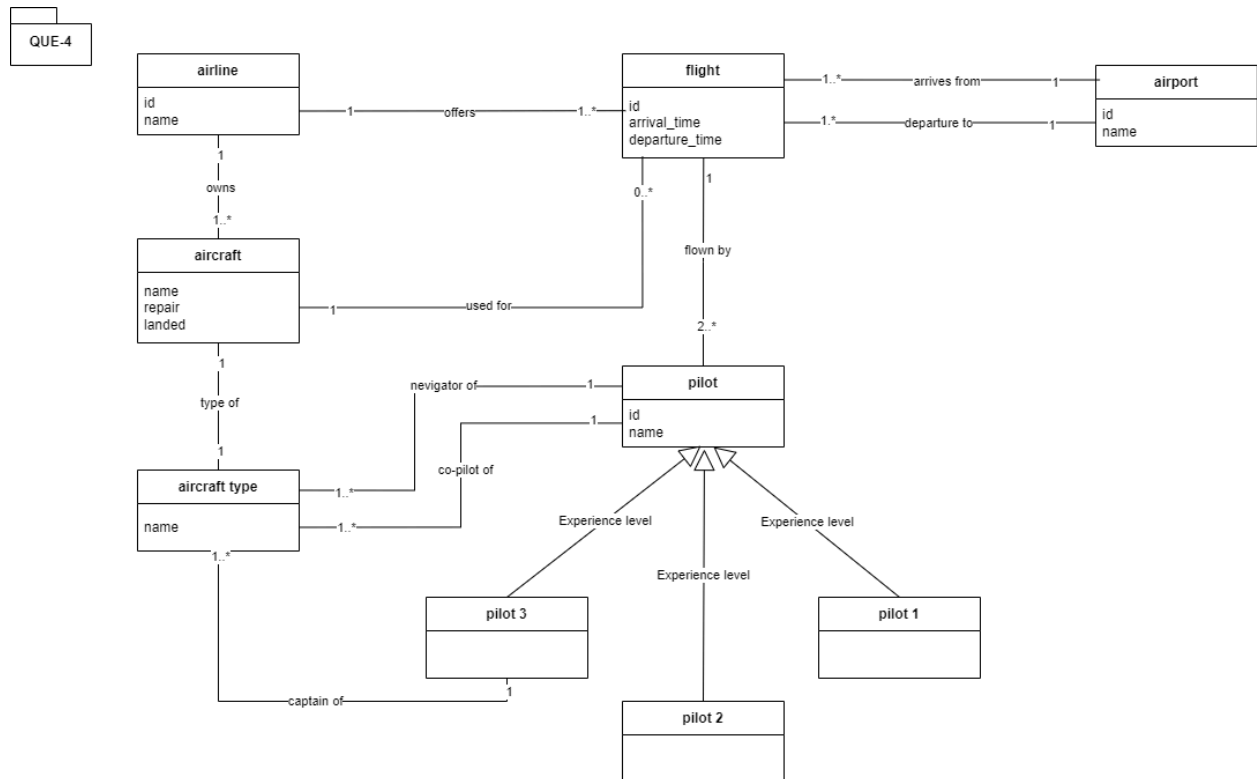 QUE-4
airline
id
name
flight
id
arrival_time
departure_time
airport
id
name
1 offers 1..*
1..* arrives from 1
1.* departure to 1
1
owns
1..*
0..*
1
flown by
2..*
aircraft
name
repair
landed
1 used for
1
type of
1
nevigator of 1
1..*
co-pilot of 1
1..*
pilot
id
name
aircraft type
name
1..*
captain of 1
Experience level
Experience level
Experience level
pilot 3
pilot 1
pilot 2